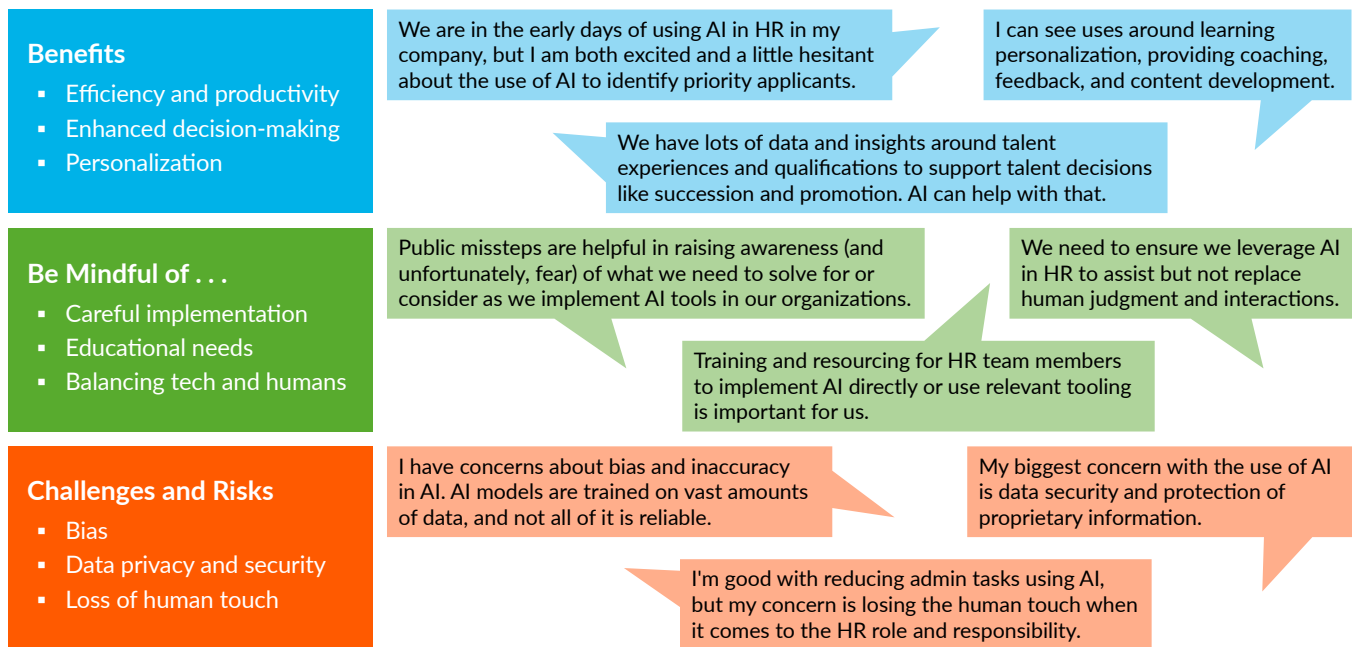 Benefits
▪ Efficiency and productivity
▪ Enhanced decision-making
▪ Personalization
We are in the early days of using AI in HR in my
company, but I am both excited and a little hesitant
about the use of AI to identify priority applicants.
I can see uses around learning
personalization, providing coaching,
feedback, and content development.
We have lots of data and insights around talent
experiences and qualifications to support talent decisions
like succession and promotion. AI can help with that.
Be Mindful of . . .
▪ Careful implementation
▪ Educational needs
▪ Balancing tech and humans
Public missteps are helpful in raising awareness (and
unfortunately, fear) of what we need to solve for or
consider as we implement AI tools in our organizations.
We need to ensure we leverage AI
in HR to assist but not replace
human judgment and interactions.
Training and resourcing for HR team members
to implement AI directly or use relevant tooling
is important for us.
Challenges and Risks
▪ Bias
▪ Data privacy and security
▪ Loss of human touch
I have concerns about bias and inaccuracy
in AI. AI models are trained on vast amounts
of data, and not all of it is reliable.
My biggest concern with the use of AI
is data security and protection of
proprietary information.
I'm good with reducing admin tasks using AI,
but my concern is losing the human touch when
it comes to the HR role and responsibility.